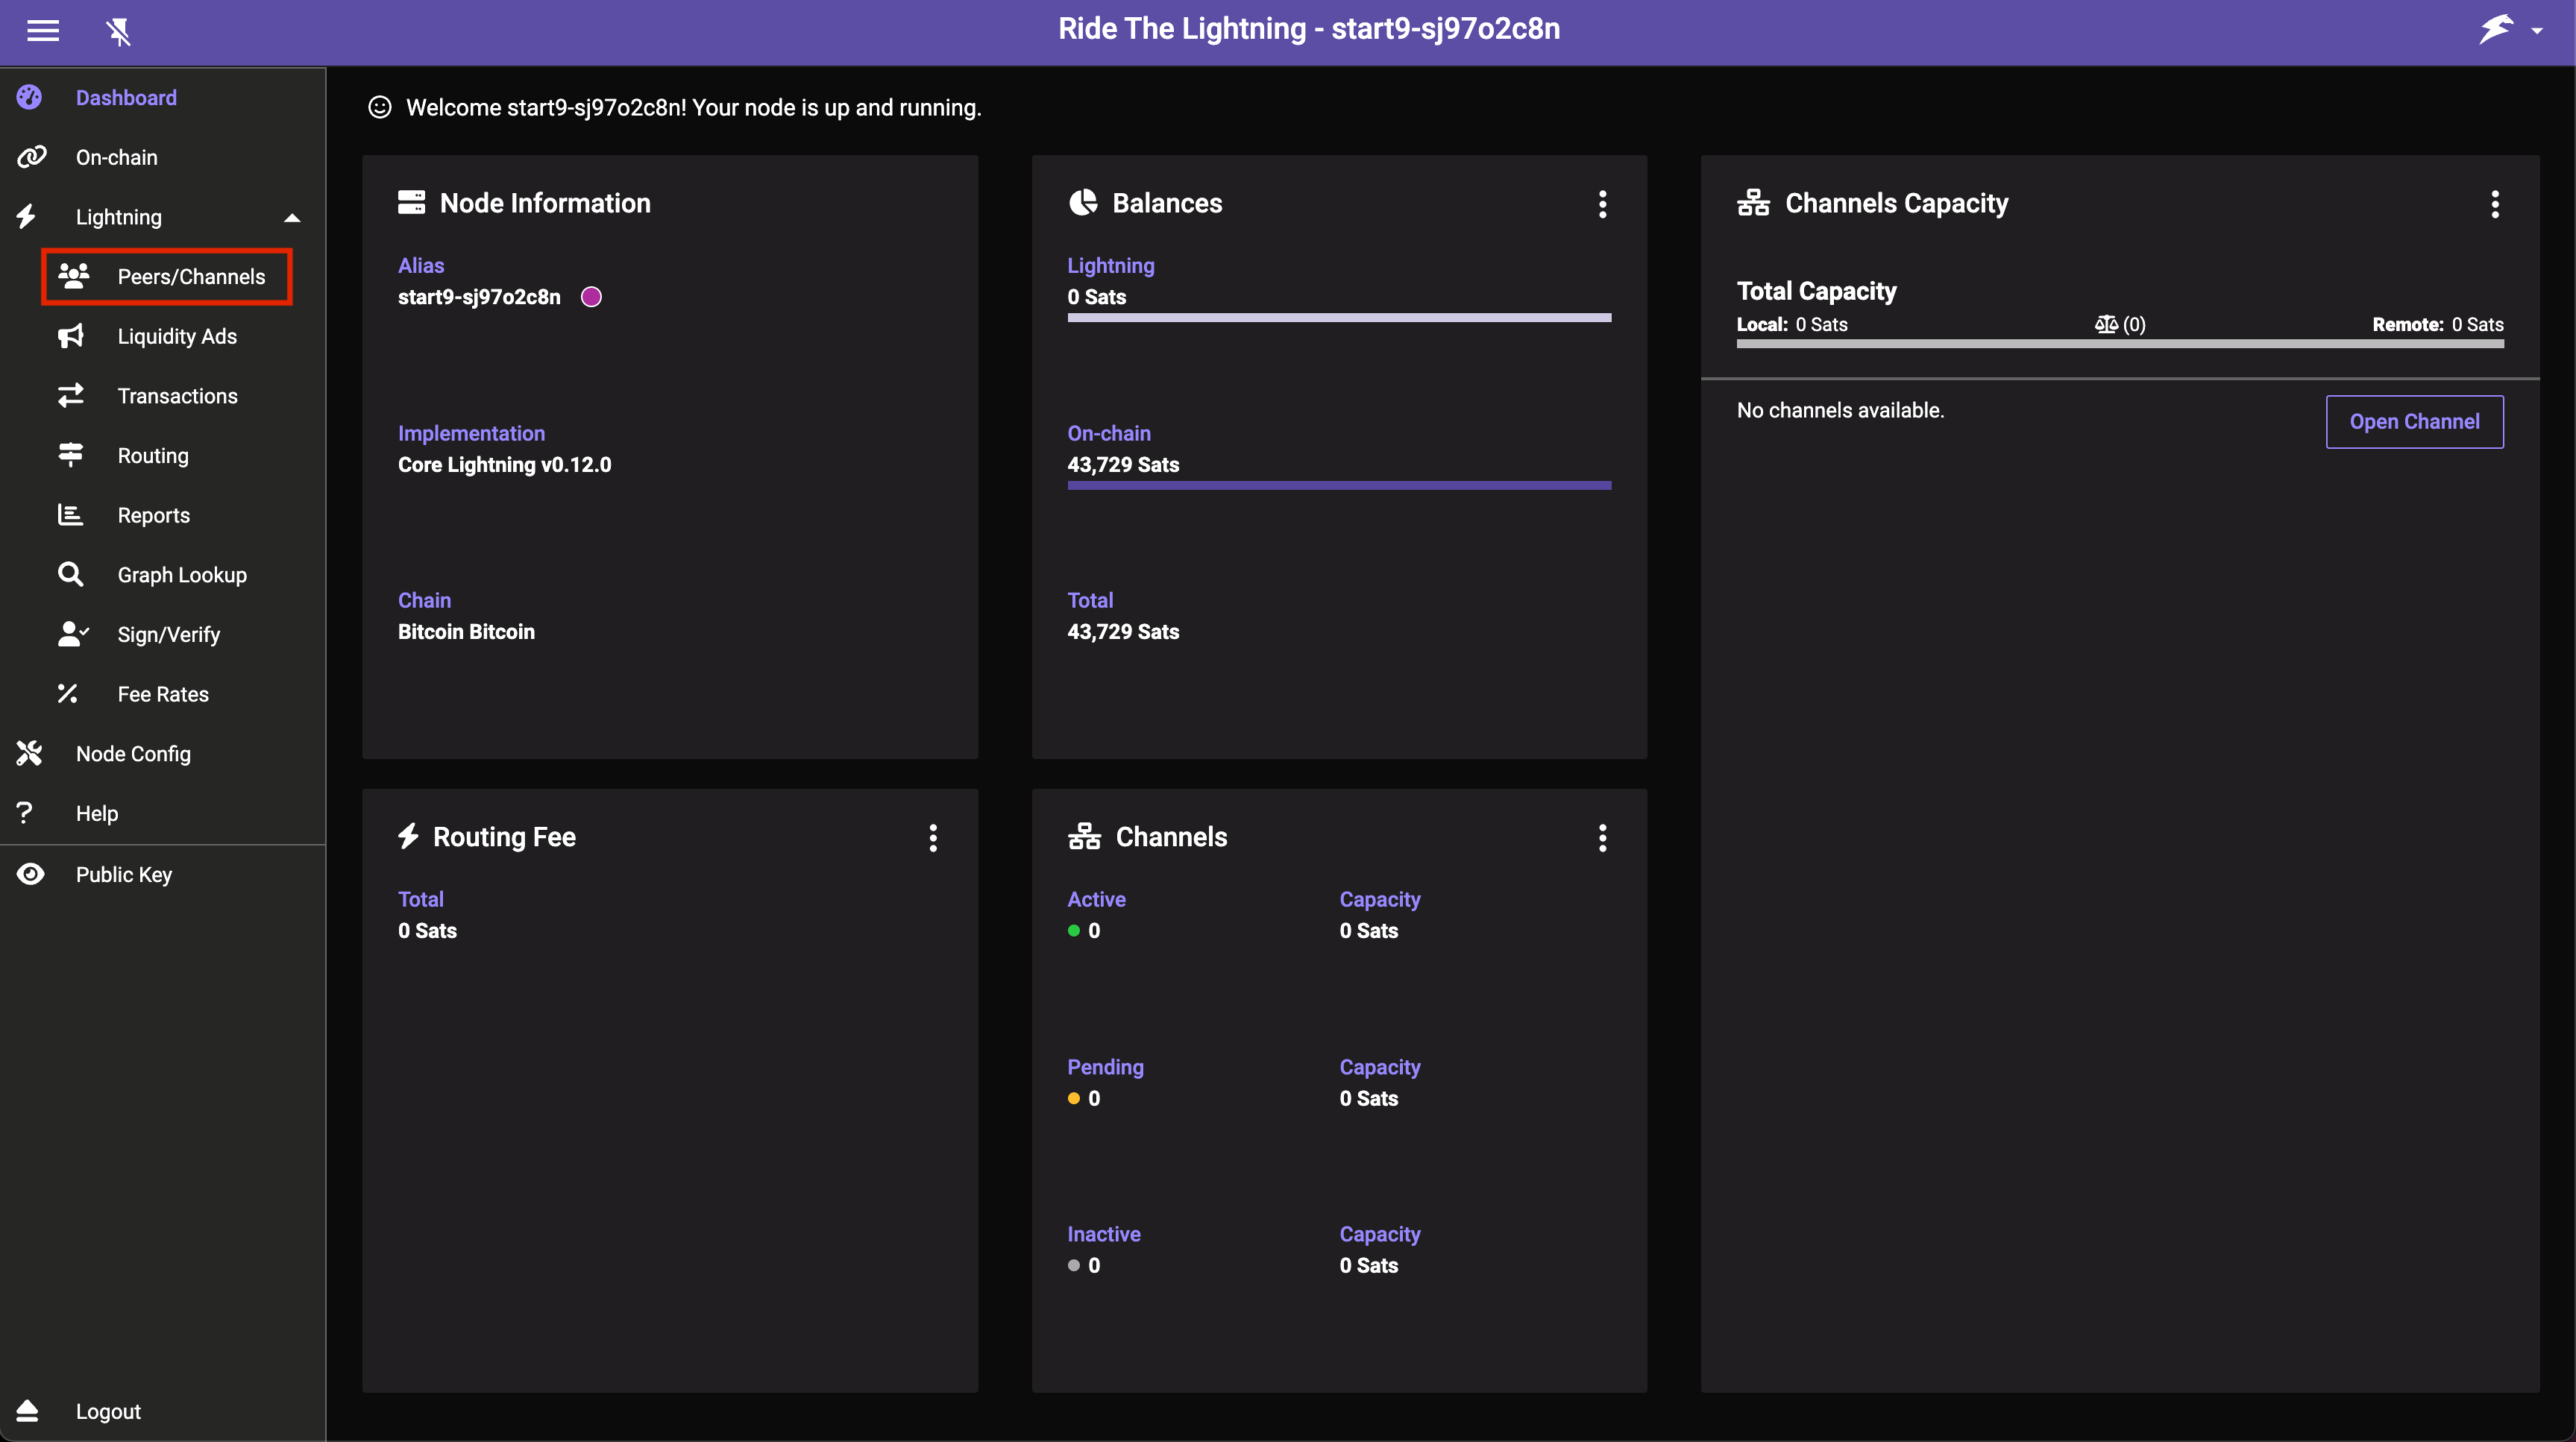 Ride The Lightning - start9-sj97o2c8n
Dashboard
On-chain
Lightning
Peers/Channels
Liquidity Ads
Transactions
Routing
Reports
Graph Lookup
Sign/Verify
Fee Rates
Node Config
Help
Public Key
Logout
Welcome start9-sj97o2c8n! Your node is up and running.
Node Information
Alias
start9-sj97o2c8n
Implementation
Core Lightning v0.12.0
Chain
Bitcoin Bitcoin
Balances
Lightning
0 Sats
On-chain
43,729 Sats
Total
43,729 Sats
Channels Capacity
Total Capacity
Local: 0 Sats (0) Remote: 0 Sats
No channels available.
Open Channel
Routing Fee
Total
0 Sats
Channels
Active Capacity
0 0 Sats
Pending Capacity
0 0 Sats
Inactive Capacity
0 0 Sats